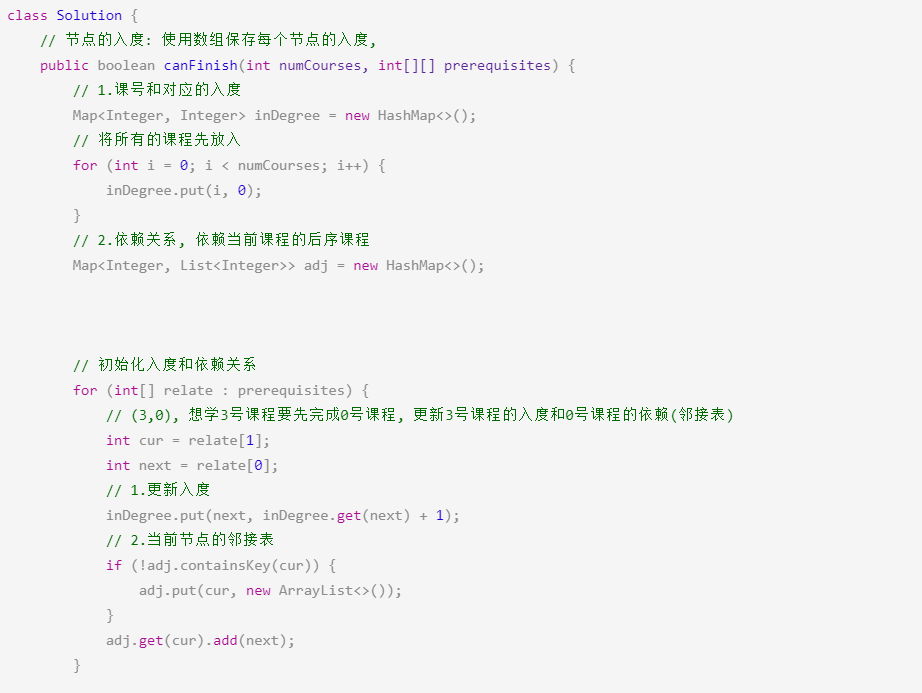 class Solution {
    // 节点的入度: 使用数组保存每个节点的入度,
    public boolean canFinish(int numCourses, int[][] prerequisites) {
        // 1.课号和对应的入度
        Map<Integer, Integer> inDegree = new HashMap<>();
        // 将所有的课程先放入
        for (int i = 0; i < numCourses; i++) {
            inDegree.put(i, 0);
        }
        // 2.依赖关系, 依赖当前课程的后序课程
        Map<Integer, List<Integer>> adj = new HashMap<>();
        // 初始化入度和依赖关系
        for (int[] relate : prerequisites) {
            // (3,0), 想学3号课程要先完成0号课程, 更新3号课程的入度和0号课程的依赖(邻接表)
            int cur = relate[1];
            int next = relate[0];
            // 1.更新入度
            inDegree.put(next, inDegree.get(next) + 1);
            // 2.当前节点的邻接表
            if (!adj.containsKey(cur)) {
                adj.put(cur, new ArrayList<>());
            }
            adj.get(cur).add(next);
        }